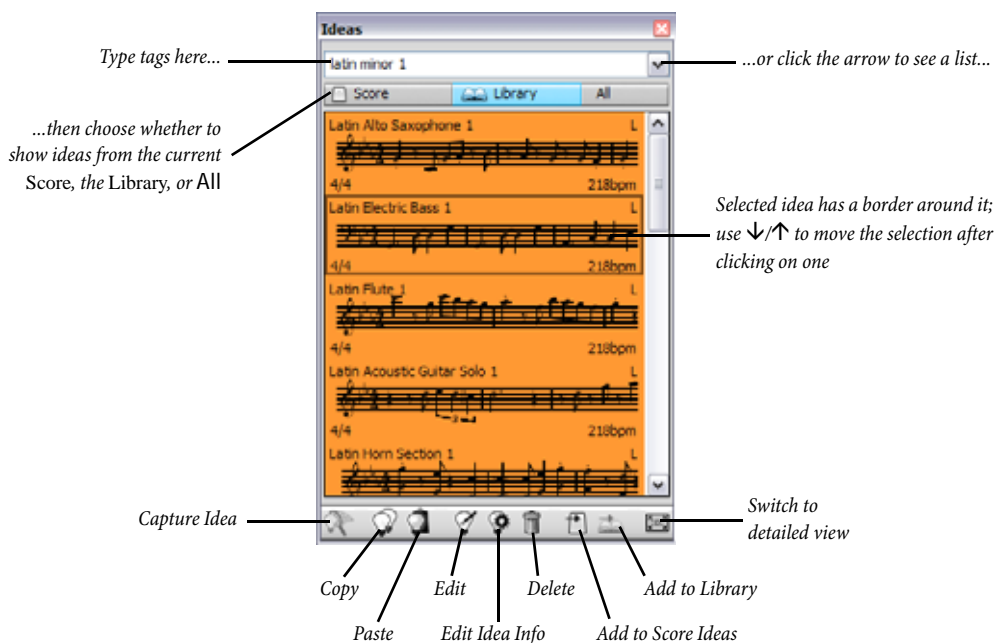 Ideas
Type tags here...
latin minor 1
...or click the arrow to see a list...
Score
Library
All
...then choose whether to
show ideas from the current
Score, the Library, or All
Latin Alto Saxophone 1 L
4/4 218bpm
Latin Electric Bass 1 L
4/4 218bpm
Selected idea has a border around it;
use ↓/↑ to move the selection after
clicking on one
Latin Flute 1 L
4/4 218bpm
Latin Acoustic Guitar Solo 1 L
4/4 218bpm
Latin Horn Section 1 L
Capture Idea
Switch to
detailed view
Copy
Edit
Delete
Add to Library
Paste
Edit Idea Info
Add to Score Ideas